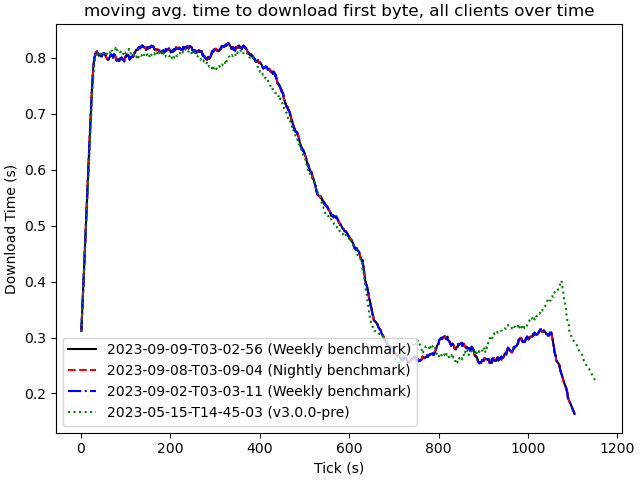 moving avg. time to download first byte, all clients over time
Download Time (s)
0.8
0.7
0.6
0.5
0.4
0.3
0.2
2023-09-09-T03-02-56 (Weekly benchmark)
2023-09-08-T03-09-04 (Nightly benchmark)
2023-09-02-T03-03-11 (Weekly benchmark)
2023-05-15-T14-45-03 (v3.0.0-pre)
0 200 400 600 800 1000 1200
Tick (s)